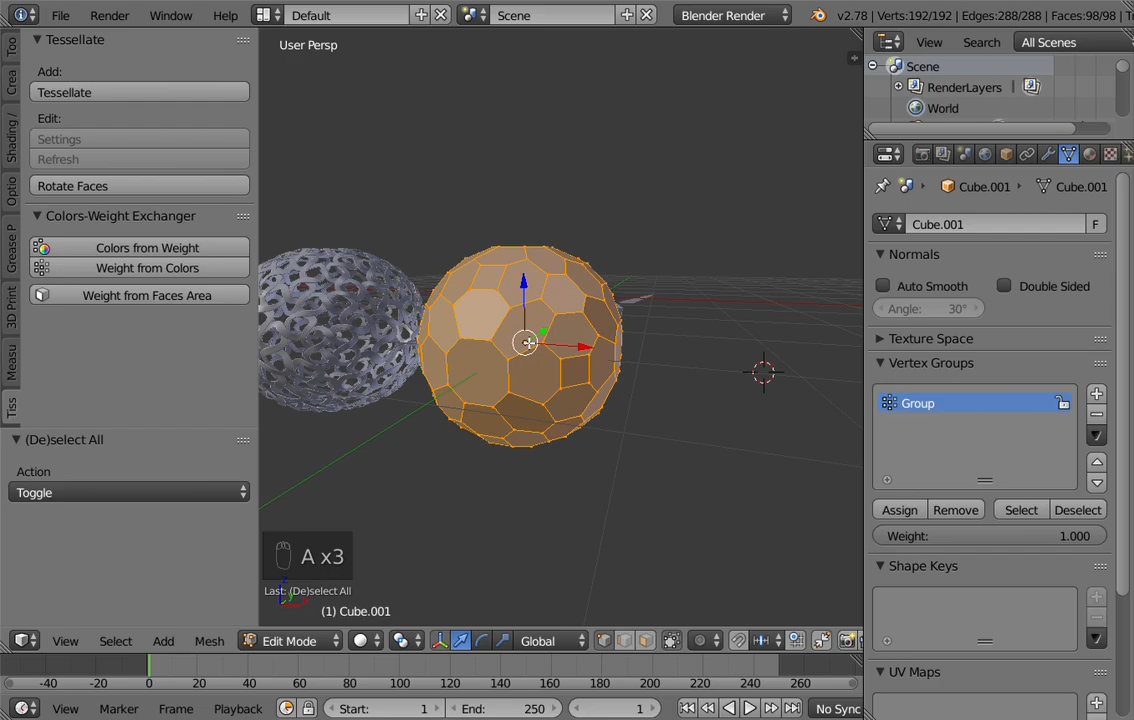 File Render Window Help Default Scene Blender Render v2.78 | Verts:192/192 | Edges:288/288 | Faces:98/98 | Tr
Tessellate
Add:
Tessellate
Edit:
Settings
Refresh
Rotate Faces
Colors-Weight Exchanger
Colors from Weight
Weight from Colors
Weight from Faces Area
Too
Crea
Shading /
Optio
Grease P
3D Print
Measu
Tiss
(De)select All
Action
Toggle
User Persp
A x3
Last: (De)select All
(1) Cube.001
View Select Add Mesh Edit Mode Global
-40 -20 0 20 40 60 80 100 120 140 160 180 200 220 240 260
View Marker Frame Playback Start: 1 End: 250 1 No Sync
View Search All Scenes
Scene
RenderLayers
World
Cube.001 Cube.001
Cube.001 F
Normals
Auto Smooth Double Sided
Angle: 30°
Texture Space
Vertex Groups
Group
Assign Remove Select Deselect
Weight: 1.000
Shape Keys
UV Maps